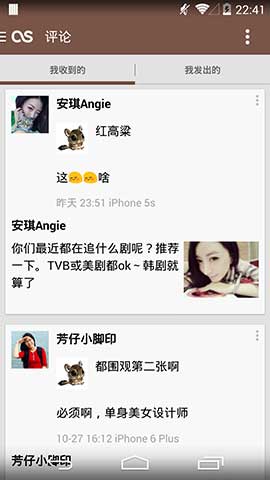 22:41
评论
我收到的
我发出的
安琪Angie
红高粱
这😊😊啥
昨天 23:51 iPhone 5s
安琪Angie
你们最近都在追什么剧呢？推荐
一下。TVB或美剧都ok～韩剧就
算了
芳仔小脚印
都围观第二张啊
必须啊，单身美女设计师
10-27 16:12 iPhone 6 Plus
芳仔小脚印